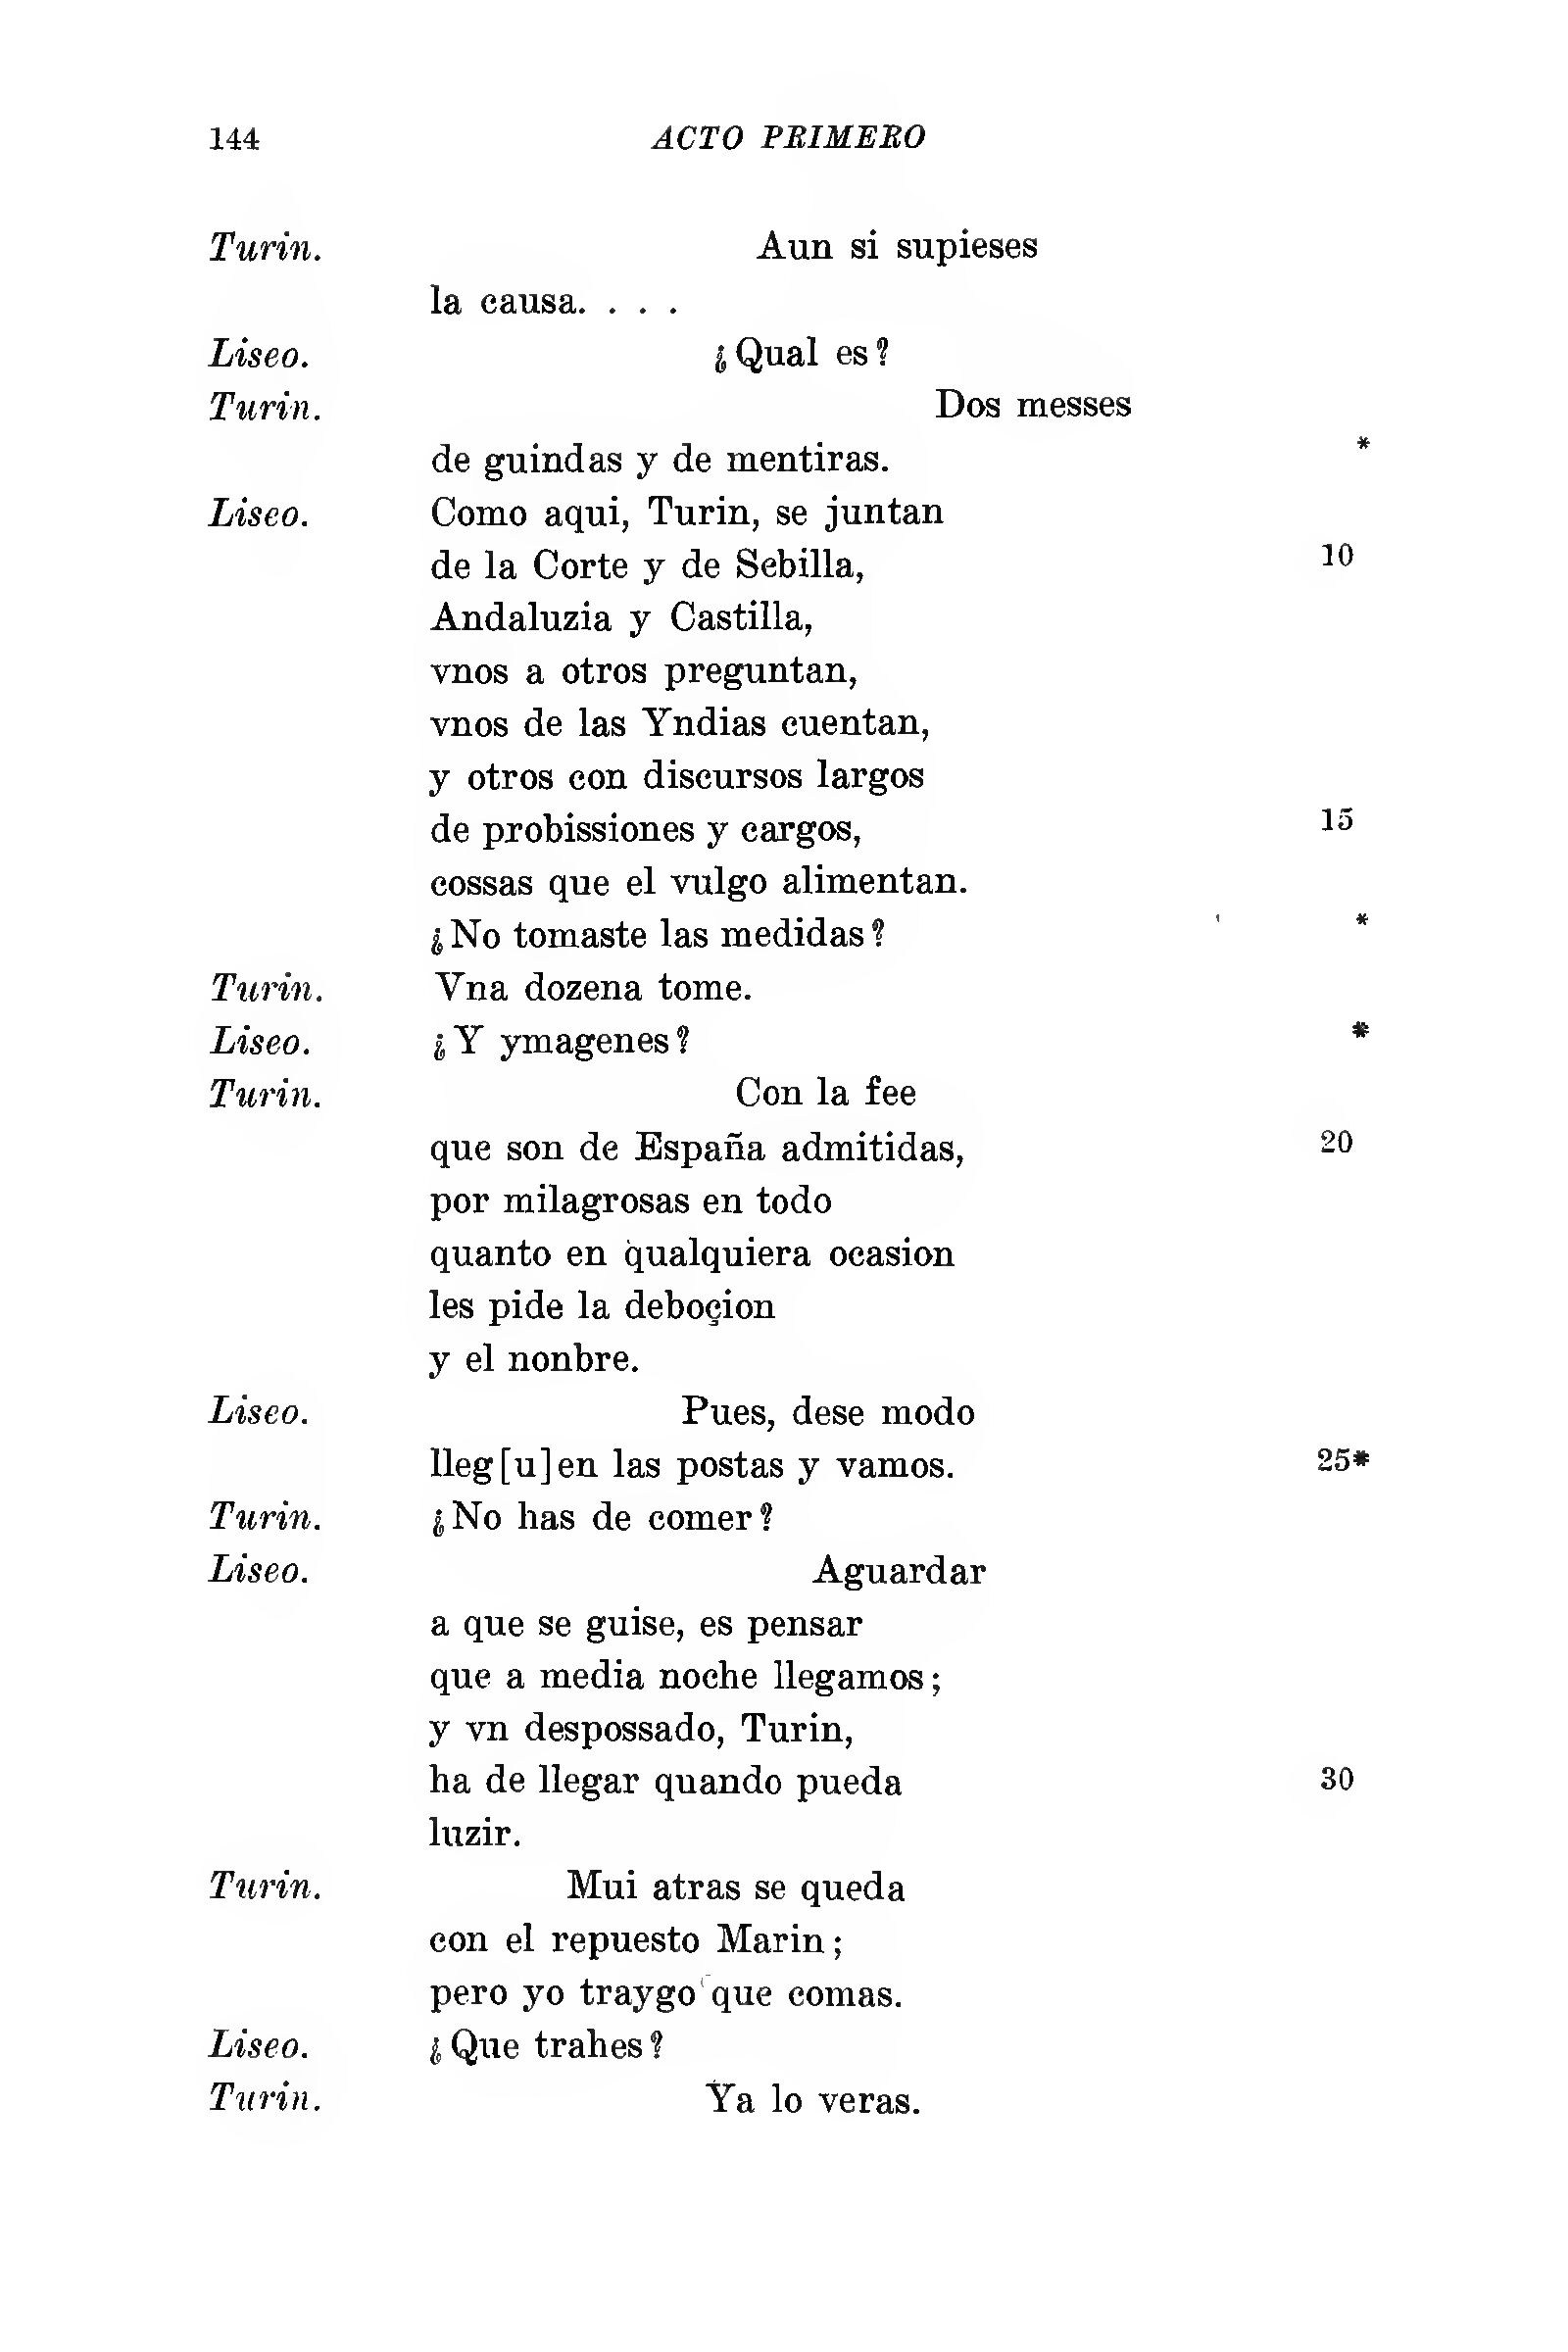 144 ACTO PRIMERO
Turin. Aun si supieses
la causa. . . .
Liseo. ¿Qual es?
Turin. Dos messes
de guindas y de mentiras. *
Liseo. Como aqui, Turin, se juntan
de la Corte y de Sebilla, 10
Andaluzia y Castilla,
vnos a otros preguntan,
vnos de las Yndias cuentan,
y otros con discursos largos
de probissiones y cargos, 15
cossas que el vulgo alimentan.
¿No tomaste las medidas? *
Turin. Vna dozena tome.
Liseo. ¿Y ymagenes? *
Turin. Con la fee
que son de España admitidas, 20
por milagrosas en todo
quanto en qualquiera ocasion
les pide la deboçion
y el nonbre.
Liseo. Pues, dese modo
lleg[u]en las postas y vamos. 25*
Turin. ¿No has de comer?
Liseo. Aguardar
a que se guise, es pensar
que a media noche llegamos;
y vn despossado, Turin,
ha de llegar quando pueda 30
luzir.
Turin. Mui atras se queda
con el repuesto Marin;
pero yo traygo que comas.
Liseo. ¿Que trahes?
Turin. Ya lo veras.